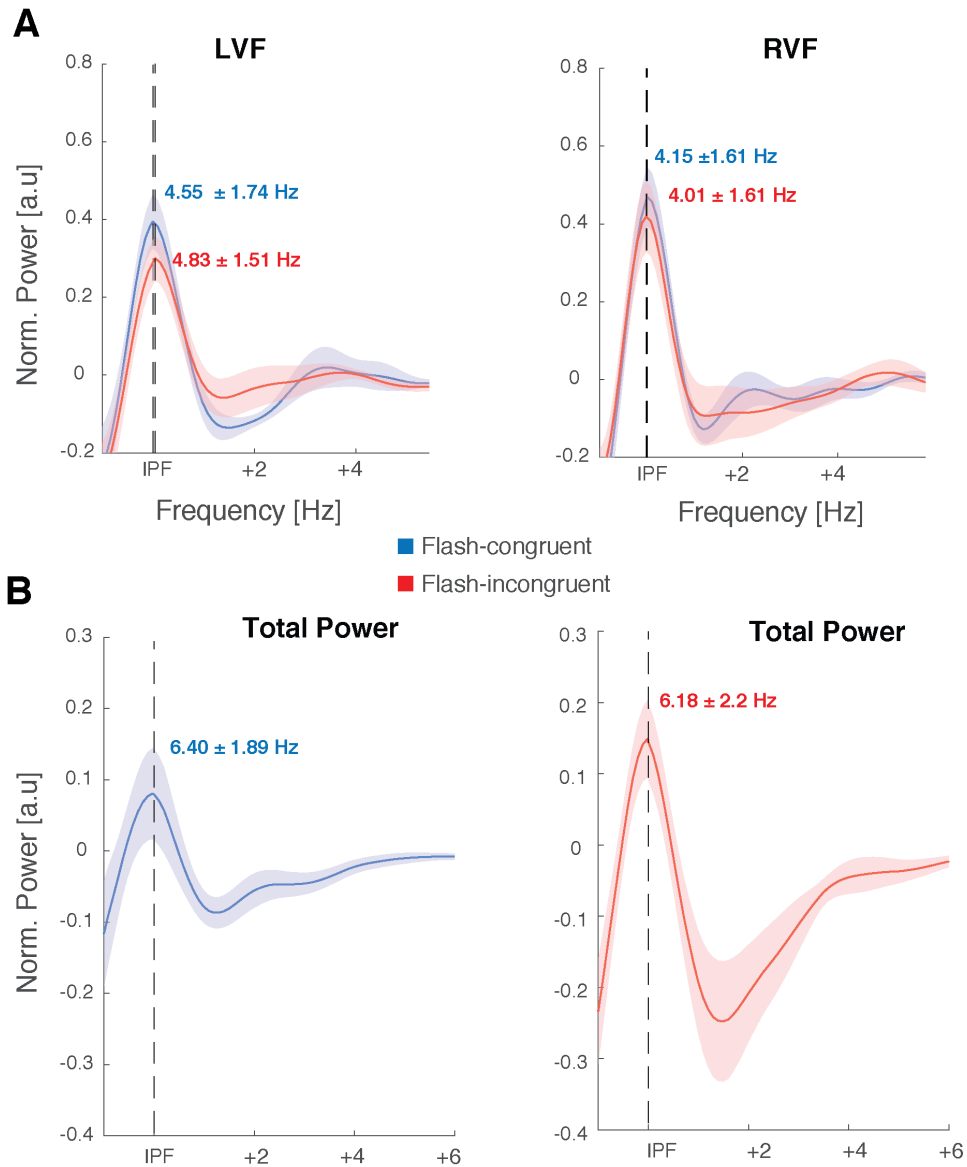 A
LVF
RVF
0.8
0.6
0.4
0.2
0
-0.2
Norm. Power [a.u]
4.55 ± 1.74 Hz
4.83 ± 1.51 Hz
IPF
+2
+4
Frequency [Hz]
0.8
0.6
0.4
0.2
0
-0.2
4.15 ±1.61 Hz
4.01 ± 1.61 Hz
IPF
+2
+4
Frequency [Hz]
Flash-congruent
Flash-incongruent
B
Total Power
Total Power
0.3
0.2
0.1
0
-0.1
-0.2
-0.3
-0.4
Norm. Power [a.u]
6.40 ± 1.89 Hz
IPF
+2
+4
+6
0.3
0.2
0.1
0
-0.1
-0.2
-0.3
-0.4
6.18 ± 2.2 Hz
IPF
+2
+4
+6